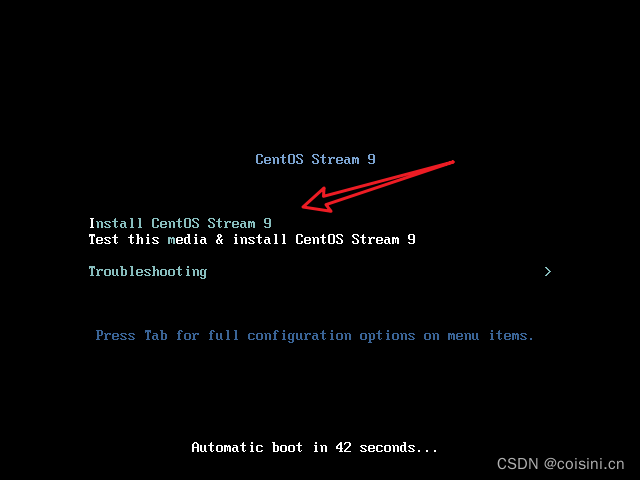 CentOS Stream 9
Install CentOS Stream 9
Test this media & install CentOS Stream 9
Troubleshooting >
Press Tab for full configuration options on menu items.
Automatic boot in 42 seconds...
CSDN @coisini.cn